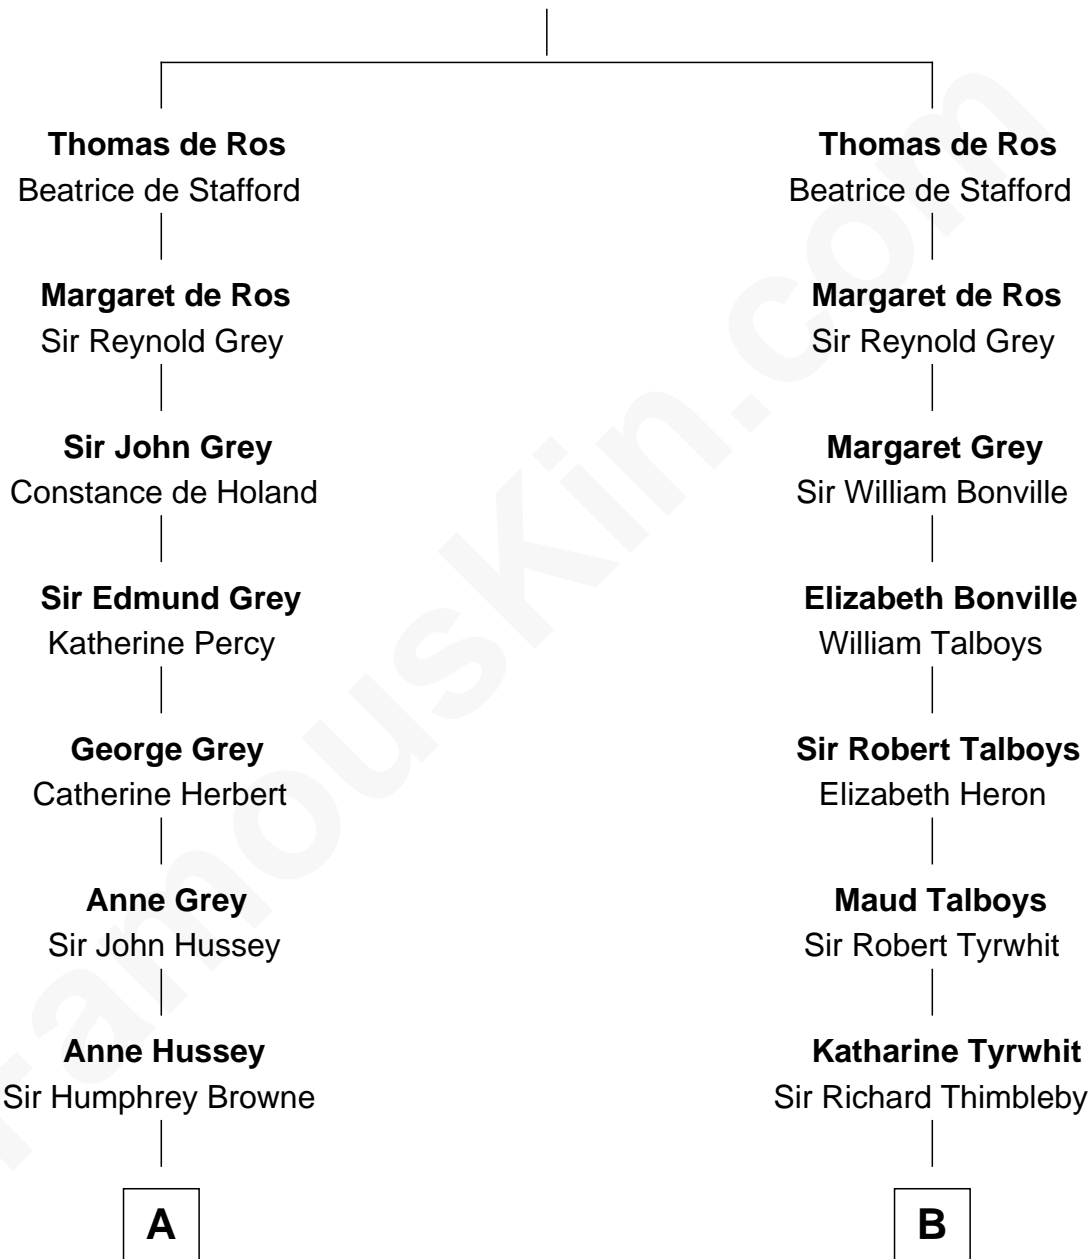 Thomas de Ros
Beatrice de Stafford
Margaret de Ros
Sir Reynold Grey
Sir John Grey
Constance de Holand
Sir Edmund Grey
Katherine Percy
George Grey
Catherine Herbert
Anne Grey
Sir John Hussey
Anne Hussey
Sir Humphrey Browne
A
Thomas de Ros
Beatrice de Stafford
Margaret de Ros
Sir Reynold Grey
Margaret Grey
Sir William Bonville
Elizabeth Bonville
William Talboys
Sir Robert Talboys
Elizabeth Heron
Maud Talboys
Sir Robert Tyrwhit
Katharine Tyrwhit
Sir Richard Thimbleby
B
FamousKin.com